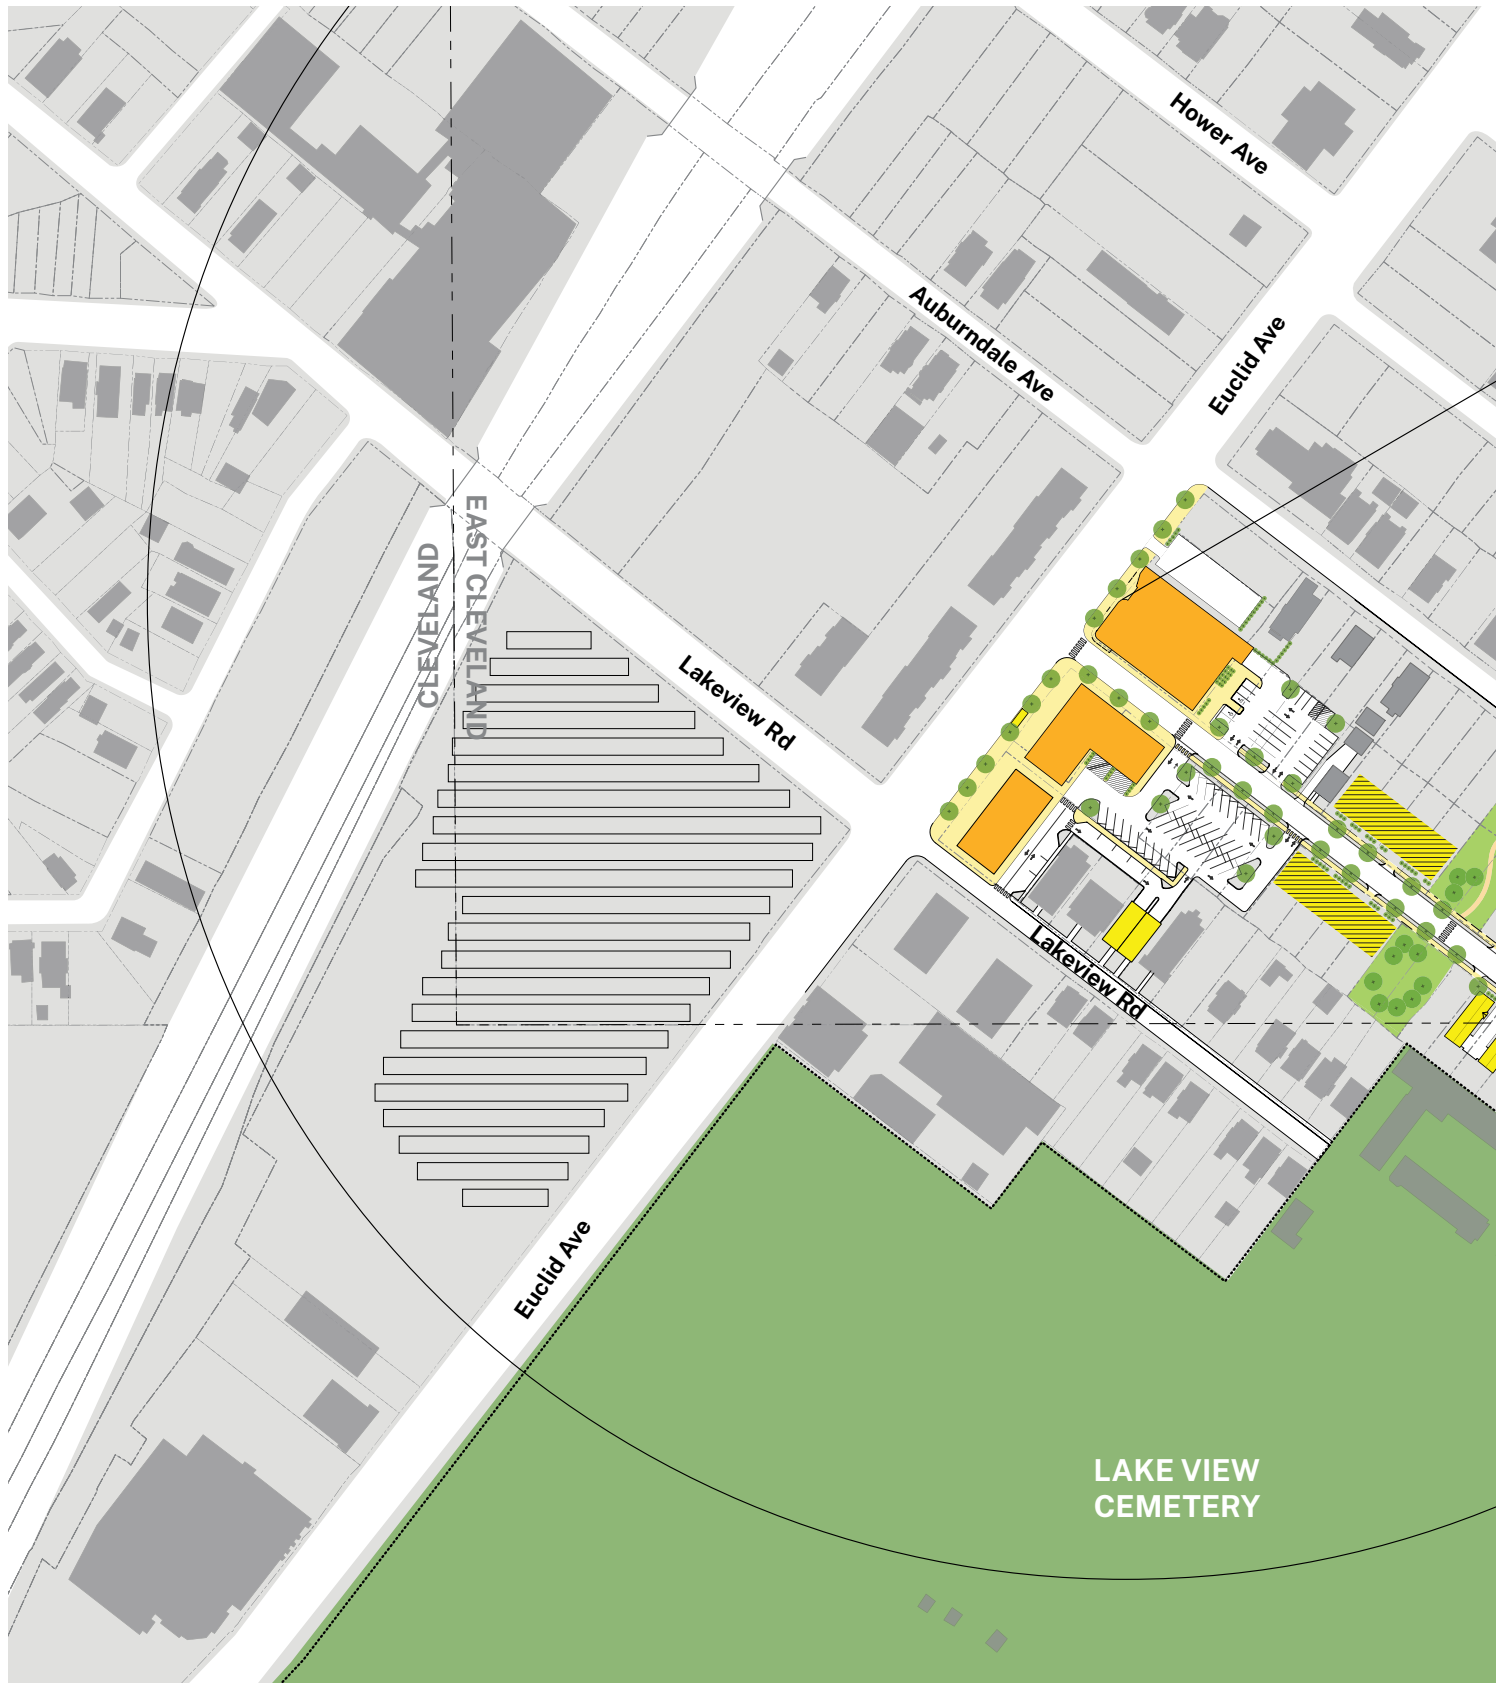 Hower Ave
Auburndale Ave
Euclid Ave
CLEVELAND
EAST CLEVELAND
Lakeview Rd
Lakeview Rd
Euclid Ave
LAKE VIEW
CEMETERY